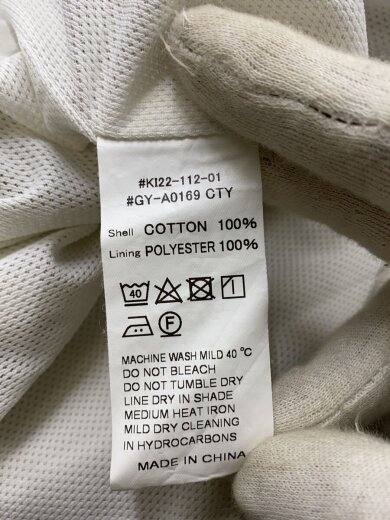 #KI22-112-01
#GY-A0169 CTY
Shell COTTON 100%
Lining POLYESTER 100%
40
F
MACHINE WASH MILD 40 ℃
DO NOT BLEACH
DO NOT TUMBLE DRY
LINE DRY IN SHADE
MEDIUM HEAT IRON
MILD DRY CLEANING
IN HYDROCARBONS
MADE IN CHINA